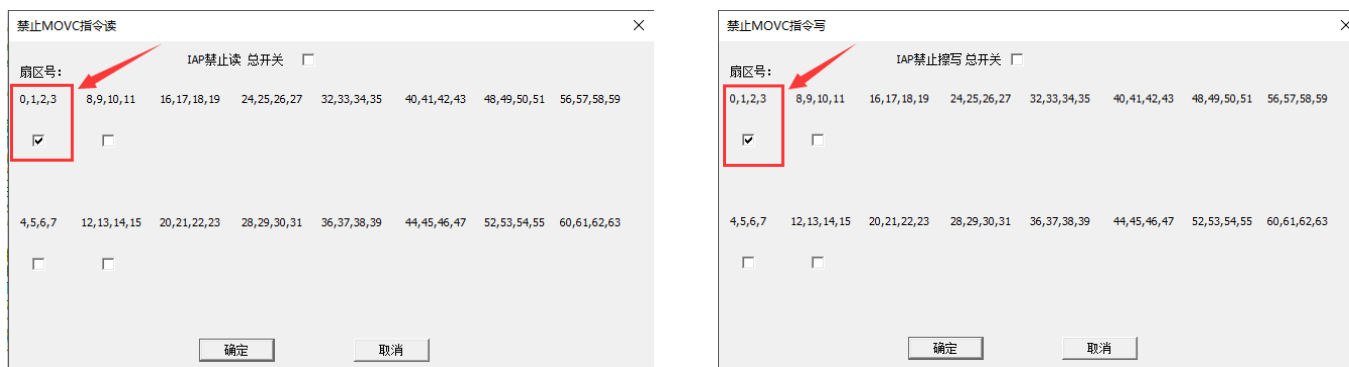 禁止MOVC指令读
IAP禁止读 总开关
扇区号:
0,1,2,3 8,9,10,11 16,17,18,19 24,25,26,27 32,33,34,35 40,41,42,43 48,49,50,51 56,57,58,59
4,5,6,7 12,13,14,15 20,21,22,23 28,29,30,31 36,37,38,39 44,45,46,47 52,53,54,55 60,61,62,63
确定 取消
禁止MOVC指令写
IAP禁止擦写 总开关
扇区号:
0,1,2,3 8,9,10,11 16,17,18,19 24,25,26,27 32,33,34,35 40,41,42,43 48,49,50,51 56,57,58,59
4,5,6,7 12,13,14,15 20,21,22,23 28,29,30,31 36,37,38,39 44,45,46,47 52,53,54,55 60,61,62,63
确定 取消